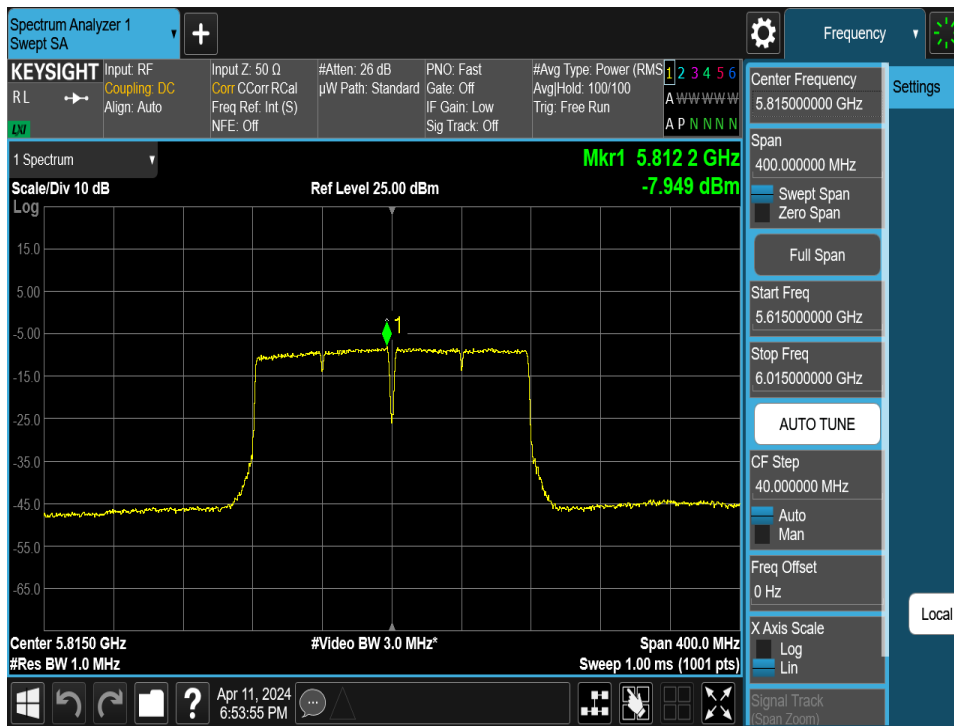 Spectrum Analyzer 1
Swept SA
+
Frequency
KEYSIGHT
RL
LXI
Input: RF
Coupling: DC
Align: Auto
Input Z: 50 Ω
Corr CCorr RCal
Freq Ref: Int (S)
NFE: Off
#Atten: 26 dB
µW Path: Standard
PNO: Fast
Gate: Off
IF Gain: Low
Sig Track: Off
#Avg Type: Power (RMS
Avg|Hold: 100/100
Trig: Free Run
1 2 3 4 5 6
A W W W W W
A P N N N N
1 Spectrum
Mkr1 5.812 2 GHz
Scale/Div 10 dB
Ref Level 25.00 dBm
-7.949 dBm
Log
15.0
5.00
-5.00
1
-15.0
-25.0
-35.0
-45.0
-55.0
-65.0
Center 5.8150 GHz
#Video BW 3.0 MHz*
Span 400.0 MHz
#Res BW 1.0 MHz
Sweep 1.00 ms (1001 pts)
Center Frequency
5.815000000 GHz
Settings
Span
400.000000 MHz
Swept Span
Zero Span
Full Span
Start Freq
5.615000000 GHz
Stop Freq
6.015000000 GHz
AUTO TUNE
CF Step
40.000000 MHz
Auto
Man
Freq Offset
0 Hz
Local
X Axis Scale
Log
Lin
Signal Track
(Span Zoom)
?
Apr 11, 2024
6:53:55 PM